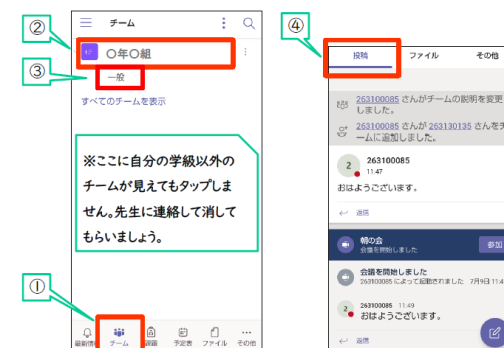 ②
チーム
〇年〇組
③
一般
すべてのチームを表示
※ここに自分の学級以外の
チームが見えてもタップしま
せん。先生に連絡して消して
もらいましょう。
①
最新情
チーム
課題
予定表
ファイル
その他
④
投稿
ファイル
その他
263100085 さんがチームの説明を変更
しました。
263100085 さんが 263130135 さんをチ
ームに追加しました。
2
263100085
11:47
おはようございます。
返信
朝の会
会議を開始しました
参加
会議を開始しました
263100085 によって起動されました 7月9日 11:4
2
263100085 11:49
おはようございます。
返信